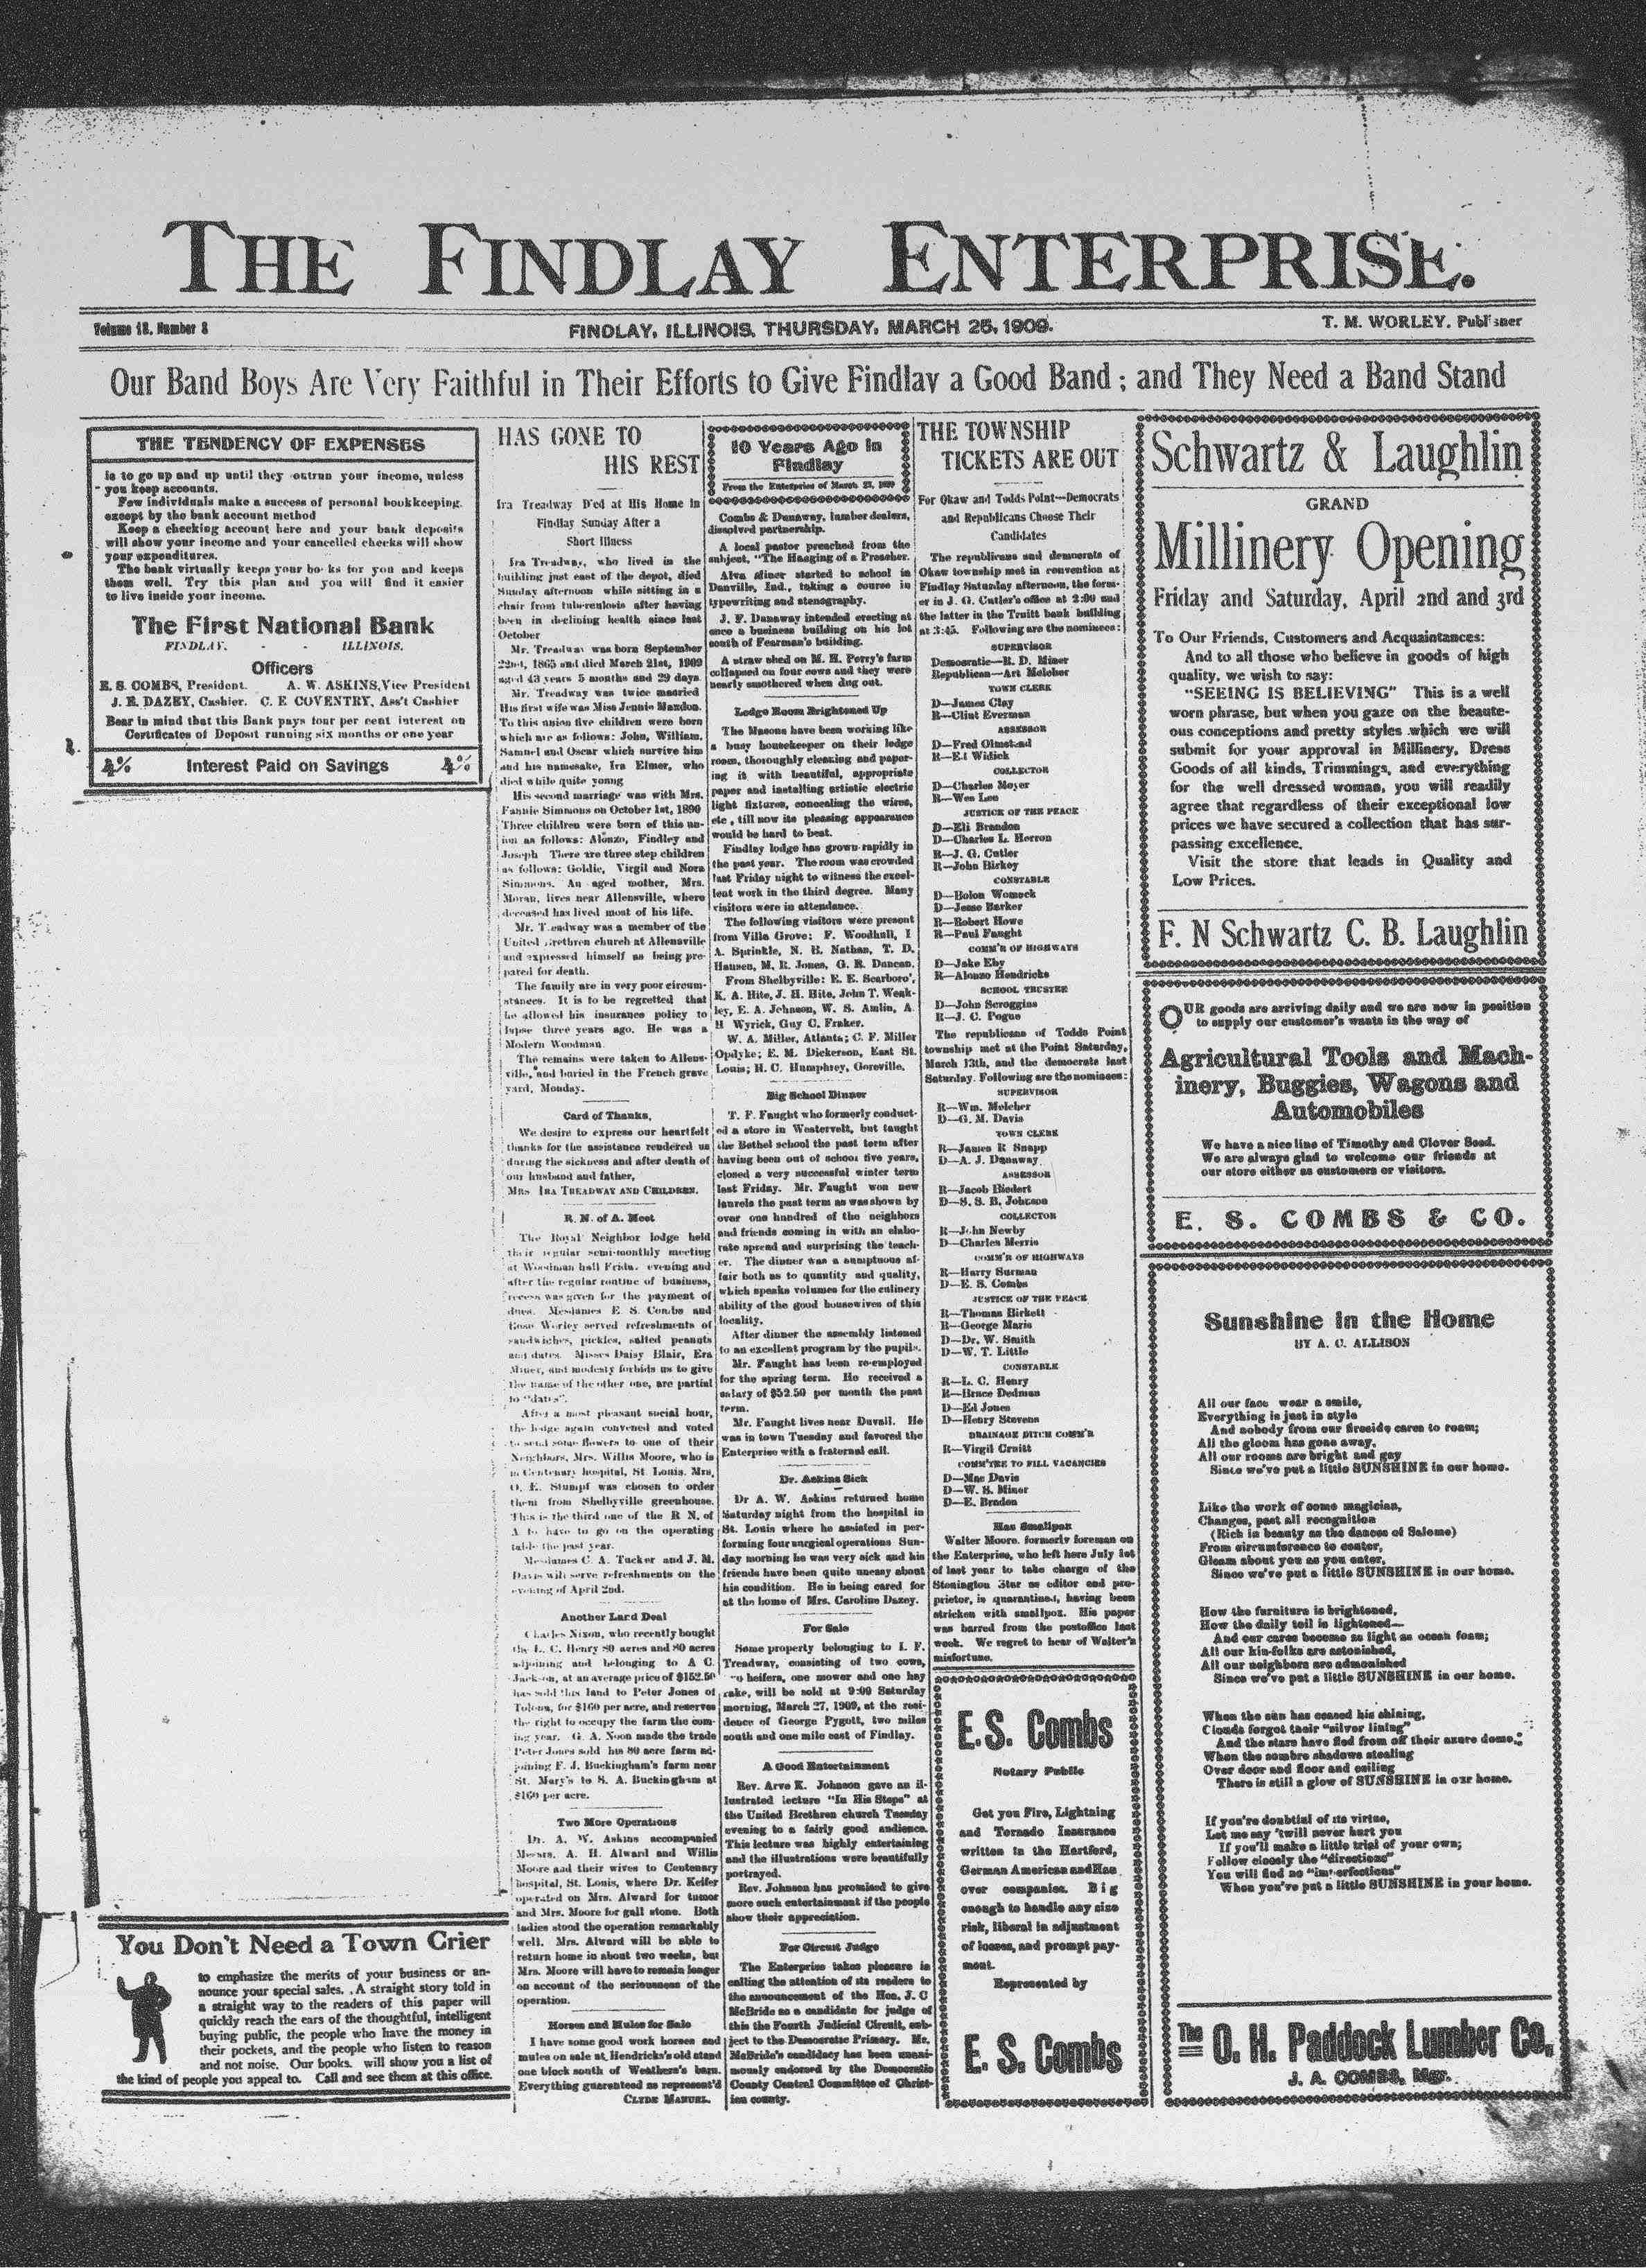 THE FINDLAY ENTERPRISE.
Volume 18, Number 8
FINDLAY, ILLINOIS, THURSDAY, MARCH 25, 1909.
T. M. WORLEY, Publisher
Our Band Boys Are Very Faithful in Their Efforts to Give Findlay a Good Band; and They Need a Band Stand
THE TENDENCY OF EXPENSES
is to go up and up until they outrun your income, unless
you keep accounts.
Few individuals make a success of personal bookkeeping,
except by the bank account method
Keep a checking account here and your bank deposits
will show your income and your cancelled checks will show
your expenditures.
The bank virtually keeps your books for you and keeps
them well. Try this plan and you will find it easier
to live inside your income.
The First National Bank
FINDLAY, - - ILLINOIS.
Officers
E. S. COMBS, President. A. W. ASKINS, Vice President
J. E. DAZEY, Cashier. C. E COVENTRY, Ass't Cashier
Bear in mind that this Bank pays four per cent interest on
Certificates of Deposit running six months or one year
4% Interest Paid on Savings 4%
You Don't Need a Town Crier
to emphasize the merits of your business or an-
nounce your special sales. A straight story told in
a straight way to the readers of this paper will
quickly reach the ears of the thoughtful, intelligent
buying public, the people who have the money in
their pockets, and the people who listen to reason
and not noise. Our books will show you a list of
the kind of people you appeal to. Call and see them at this office.
HAS GONE TO
HIS REST
Ira Treadway D'ed at His Home in
Findlay Sunday After a
Short Illness
Ira Treadway, who lived in the
building just east of the depot, died
Sunday afternoon while sitting in a
chair from tuberculosis after having
been in declining health since last
October
Mr. Treadway was born September
22nd, 1865 and died March 21st, 1909
aged 43 years 5 months and 29 days.
Mr. Treadway was twice married
His first wife was Miss Jennie Maxdon.
To this union five children were born
which are as follows: John, William,
Samuel and Oscar which survive him
and his namesake, Ira Elmer, who
died while quite young
His second marriage was with Mrs.
Fannie Simmons on October 1st, 1899
Three children were born of this un-
ion as follows: Alonzo, Findley and
Joseph There are three step children
as follows: Goldie, Virgil and Nora
Simmons. An aged mother, Mrs.
Moran, lives near Allensville, where
deceased has lived most of his life.
Mr. Treadway was a member of the
United Brethren church at Allensville
and expressed himself as being pre-
pared for death.
The family are in very poor circum-
stances. It is to be regretted that
he allowed his insurance policy to
lapse three years ago. He was a
Modern Woodman.
The remains were taken to Allens-
ville, and buried in the French grave
yard, Monday.
Card of Thanks,
We desire to express our heartfelt
thanks for the assistance rendered us
during the sickness and after death of
our husband and father,
MRS IRA TREADWAY AND CHILDREN.
R. N. of A. Meet
The Royal Neighbor lodge held
their regular semi-monthly meeting
at Woodman hall Friday evening and
after the regular routine of business,
recess was given for the payment of
dues. Mesdames E S. Combs and
Rose Worley served refreshments of
sandwiches, pickles, salted peanuts
and dates. Misses Daisy Blair, Era
Miner, and modesty forbids us to give
the name of the other one, are partial
to "dates".
After a most pleasant social hour,
the lodge again convened and voted
to send some flowers to one of their
Neighbors, Mrs. Willis Moore, who is
in Centenary hospital, St Louis. Mrs,
O. E. Stumpf was chosen to order
them from Shelbyville greenhouse.
This is the third one of the R N. of
A to have to go on the operating
table the past year.
Mesdames C. A. Tucker and J. M.
Davis will serve refreshments on the
evening of April 2nd.
Another Land Deal
Charles Nixon, who recently bought
the L. C. Henry 80 acres and 80 acres
adjoining and belonging to A C.
Jackson, at an average price of $152.50
has sold this land to Peter Jones of
Tolono, for $160 per acre, and reserves
the right to occupy the farm the com-
ing year. G. A. Noon made the trade
Peter Jones sold his 80 acre farm ad-
joining F. J. Buckingham's farm near
St. Mary's to S. A. Buckingham at
$160 per acre.
Two More Operations
Dr. A. W. Askins accompanied
Messrs. A. H. Alward and Willis
Moore and their wives to Centenary
hospital, St. Louis, where Dr. Keifer
operated on Mrs. Alward for tumor
and Mrs. Moore for gall stone. Both
ladies stood the operation remarkably
well. Mrs. Alward will be able to
return home in about two weeks, but
Mrs. Moore will have to remain longer
on account of the seriousness of the
operation.
Horses and Mules for Sale
I have some good work horses and
mules on sale at Hendrick's old stand
one block south of Weathern's barn.
Everything guaranteed as represent'd
CLYDE MANUEL.
10 Years Ago in
Findlay
From the Enterprise of March 23, 1899
Combs & Dunaway, lumber dealers,
dissolved partnership.
A local pastor preached from the
subject, "The Hanging of a Preacher.
Alva Miner started to school in
Danville, Ind., taking a course in
typewriting and stenography.
J. F. Dunaway intended erecting at
once a business building on his lot
south of Fearman's building.
A straw shed on M. H. Perry's farm
collapsed on four cows and they were
nearly smothered when dug out.
Lodge Room Brightened Up
The Masons have been working like
a busy housekeeper on their lodge
room, thoroughly cleaning and paper-
ing it with beautiful, appropriate
paper and installing artistic electric
light fixtures, concealing the wires,
etc, till now its pleasing appearance
would be hard to beat.
Findlay lodge has grown rapidly in
the past year. The room was crowded
last Friday night to witness the excel-
lent work in the third degree. Many
visitors were in attendance.
The following visitors were present
from Villa Grove: F. Woodhall, I
A. Sprinkle, N. B. Nathan, T. D.
Hansen, M. R. Jones, G. R. Duncan.
From Shelbyville: E. E. Scarboro',
K. A. Hite, J. H. Hite, John T. Weak-
ley, E. A. Johnson, W. S. Amlin, A.
H Wyrick, Guy C. Fraker.
W. A. Miller, Atlanta; C. F. Miller
Opdyke; E. M. Dickerson, East St.
Louis; H. C. Humphrey, Goreville.
Big School Dinner
T. F. Faught who formerly conduct-
ed a store in Westervelt, but taught
the Bethel school the past term after
having been out of school five years,
closed a very successful winter term
last Friday. Mr. Faught won new
laurels the past term as was shown by
over one hundred of the neighbors
and friends coming in with an elabo-
rate spread and surprising the teach-
er. The dinner was a sumptuous af-
fair both as to quantity and quality,
which speaks volumes for the culinery
ability of the good housewives of this
locality.
After dinner the assembly listened
to an excellent program by the pupils.
Mr. Faught has been re-employed
for the spring term. He received a
salary of $52.50 per month the past
term.
Mr. Faught lives near Duvall. He
was in town Tuesday and favored the
Enterprise with a fraternal call.
Dr. Askins Sick
Dr A. W. Askins returned home
Saturday night from the hospital in
St. Louis where he assisted in per-
forming four surgical operations Sun-
day morning he was very sick and his
friends have been quite uneasy about
his condition. He is being cared for
at the home of Mrs. Caroline Dazey.
For Sale
Some property belonging to I. F.
Treadway, consisting of two cows,
two heifers, one mower and one hay
rake, will be sold at 9:00 Saturday
morning, March 27, 1909, at the resi-
dence of George Pygott, two miles
south and one mile east of Findlay.
A Good Entertainment
Rev. Arve K. Johnson gave an il-
lustrated lecture "In His Steps" at
the United Brethren church Tuesday
evening to a fairly good audience.
This lecture was highly entertaining
and the illustrations were beautifully
portrayed.
Rev. Johnson has promised to give
more such entertainment if the people
show their appreciation.
For Circuit Judge
The Enterprise takes pleasure in
calling the attention of its readers to
the announcement of the Hon. J. C
McBride as a candidate for judge of
this the Fourth Judicial Circuit, sub-
ject to the Democratic Primary. Mr.
McBride's candidacy has been unani-
mously endorsed by the Democratic
County Central Committee of Christ-
ian county.
THE TOWNSHIP
TICKETS ARE OUT
For Okaw and Todds Point—Democrats
and Republicans Choose Their
Candidates
The republicans and democrats of
Okaw township met in convention at
Findlay Saturday afternoon, the form-
er in J. G. Cutler's office at 2:00 and
the latter in the Truitt bank building
at 3:45. Following are the nominees:
SUPERVISOR
Democratic—B. D. Miner
Republican—Art Melcher
TOWN CLERK
D—James Clay
R—Clint Everman
ASSESSOR
D—Fred Olmstead
R—E.t Widick
COLLECTOR
D—Charles Moyer
R—Wes Lee
JUSTICE OF THE PEACE
D—Eli Brandon
D—Charles L. Herron
R—J. G. Cutler
R—John Birkey
CONSTABLE
D—Bolon Womack
D—Jesse Barker
R—Robert Howe
R—Paul Faught
COMM'R OF HIGHWAYS
D—Jake Eby
R—Alonzo Hendricks
SCHOOL TRUSTEE
D—John Scroggins
R—J. C. Pogue
The republicans of Todds Point
township met at the Point Saturday,
March 13th, and the democrats last
Saturday. Following are the nominees:
SUPERVISOR
R—Wm. Melcher
D—G. M. Davis
TOWN CLERK
R—James R Snapp
D—A. J. Dunaway
ASSESSOR
R—Jacob Biedert
D—S. S. B. Johnson
COLLECTOR
R—John Newby
D—Charles Merris
COMM'R OF HIGHWAYS
R—Harry Surman
D—E. S. Combs
JUSTICE OF THE PEACE
R—Thomas Birkett
R—George Maris
D—Dr. W. Smith
D—W. T. Little
CONSTABLE
R—L. C. Henry
R—Brace Dedman
D—Ed Jones
D—Henry Stevens
DRAINAGE DITCH COMM'R
R—Virgil Cruitt
COMM'TEE TO FILL VACANCIES
D—Mac Davis
D—W. S. Miner
D—E. Braden
Has Smallpox
Walter Moore, formerly foreman on
the Enterprise, who left here July 1st
of last year to take charge of the
Stonington Star as editor and pro-
prietor, is quarantined, having been
stricken with smallpox. His paper
was barred from the postoffice last
week. We regret to hear of Walter's
misfortune.
E. S. Combs
Notary Public
Get you Fire, Lightning
and Tornado Insurance
written in the Hartford,
German American and Han
over companies. Big
enough to handle any size
risk, liberal in adjustment
of losses, and prompt pay-
ment.
Represented by
E. S. Combs
Schwartz & Laughlin
GRAND
Millinery Opening
Friday and Saturday, April 2nd and 3rd
To Our Friends, Customers and Acquaintances:
And to all those who believe in goods of high
quality, we wish to say:
"SEEING IS BELIEVING" This is a well
worn phrase, but when you gaze on the beaute-
ous conceptions and pretty styles which we will
submit for your approval in Millinery, Dress
Goods of all kinds, Trimmings, and everything
for the well dressed woman, you will readily
agree that regardless of their exceptional low
prices we have secured a collection that has sur-
passing excellence.
Visit the store that leads in Quality and
Low Prices.
F. N Schwartz C. B. Laughlin
OUR goods are arriving daily and we are now in position
to supply our customer's wants in the way of
Agricultural Tools and Mach-
inery, Buggies, Wagons and
Automobiles
We have a nice line of Timothy and Clover Seed.
We are always glad to welcome our friends at
our store either as customers or visitors.
E. S. COMBS & CO.
Sunshine in the Home
BY A. C. ALLISON
All our face wear a smile,
Everything is just in style
And nobody from our fireside cares to roam;
All the gloom has gone away,
All our rooms are bright and gay
Since we've put a little SUNSHINE in our home.
Like the work of some magician,
Changes, past all recognition
(Rich in beauty as the dances of Salome)
From circumference to center,
Gleam about you as you enter,
Since we've put a little SUNSHINE in our home.
How the furniture is brightened,
How the daily toil is lightened—
And our cares become as light as ocean foam;
All our kin-folks are astonished,
All our neighbors are admonished
Since we've put a little SUNSHINE in our home.
When the sun has ceased his shining,
Clouds forgot their "silver lining"
And the stars have fled from off their azure dome,
When the sombre shadows stealing
Over door and floor and ceiling
There is still a glow of SUNSHINE in our home.
If you're doubtful of its virtue,
Let me say 'twill never hurt you
If you'll make a little trial of your own;
Follow closely the "directions"
You will find no "imperfections"
When you've put a little SUNSHINE in your home.
The O. H. Paddock Lumber Co,
J. A. COMBS, Mgr.